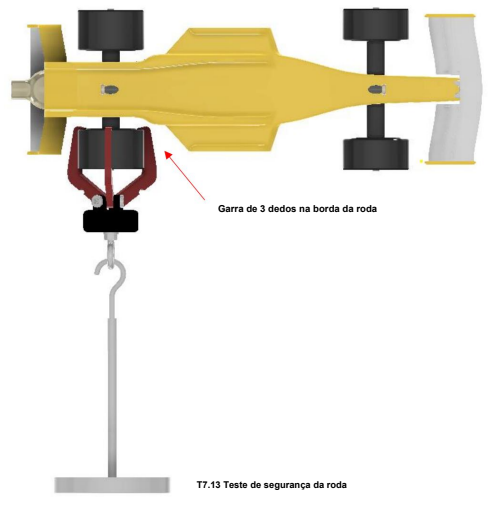 Garra de 3 dedos na borda da roda
T7.13 Teste de segurança da roda